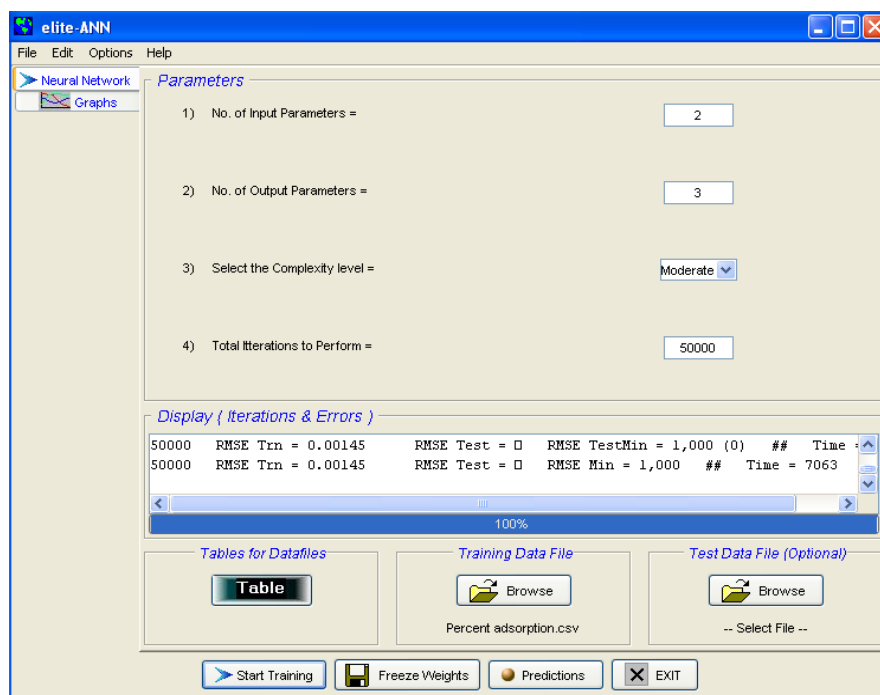 elite-ANN
File Edit Options Help
Neural Network
Graphs
Parameters
1) No. of Input Parameters = 2
2) No. of Output Parameters = 3
3) Select the Complexity level = Moderate
4) Total Itterations to Perform = 50000
Display ( Iterations & Errors )
50000 RMSE Trn = 0.00145 RMSE Test = □ RMSE TestMin = 1,000 (0) ## Time =
50000 RMSE Trn = 0.00145 RMSE Test = □ RMSE Min = 1,000 ## Time = 7063
100%
Tables for Datafiles
Table
Training Data File
Browse
Percent adsorption.csv
Test Data File (Optional)
Browse
-- Select File --
Start Training
Freeze Weights
Predictions
EXIT